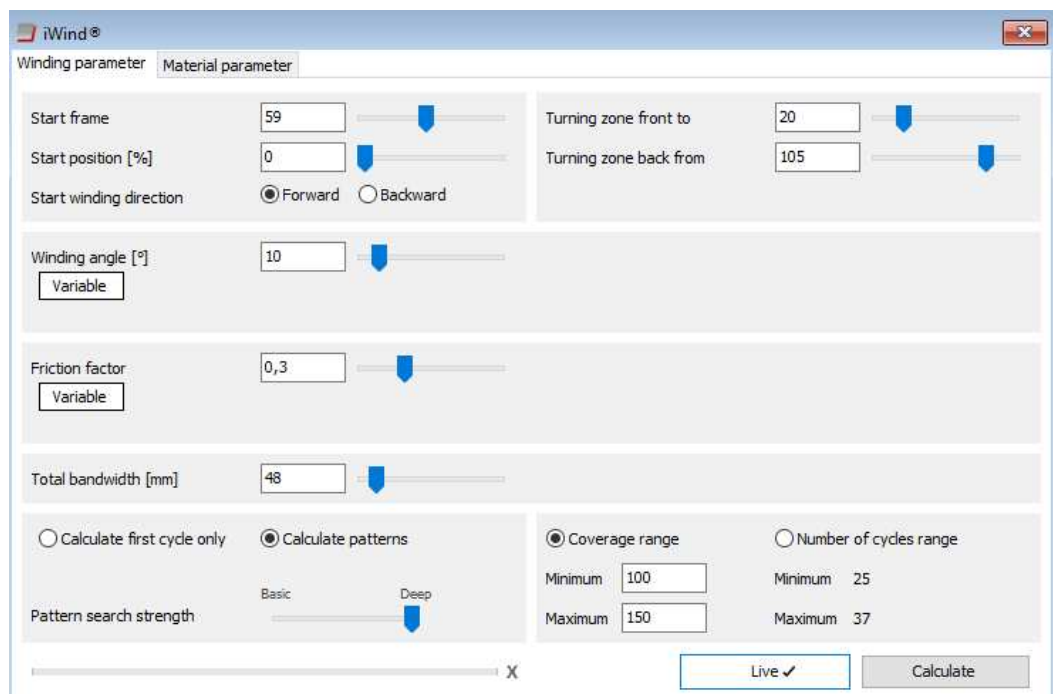 iWind®
Winding parameter Material parameter
Start frame 59 Turning zone front to 20
Start position [%] 0 Turning zone back from 105
Start winding direction Forward Backward
Winding angle [°] 10
Variable
Friction factor 0,3
Variable
Total bandwidth [mm] 48
Calculate first cycle only Calculate patterns Coverage range Number of cycles range
Minimum 100 Minimum 25
Basic Deep
Pattern search strength Maximum 150 Maximum 37
X Live ✓ Calculate